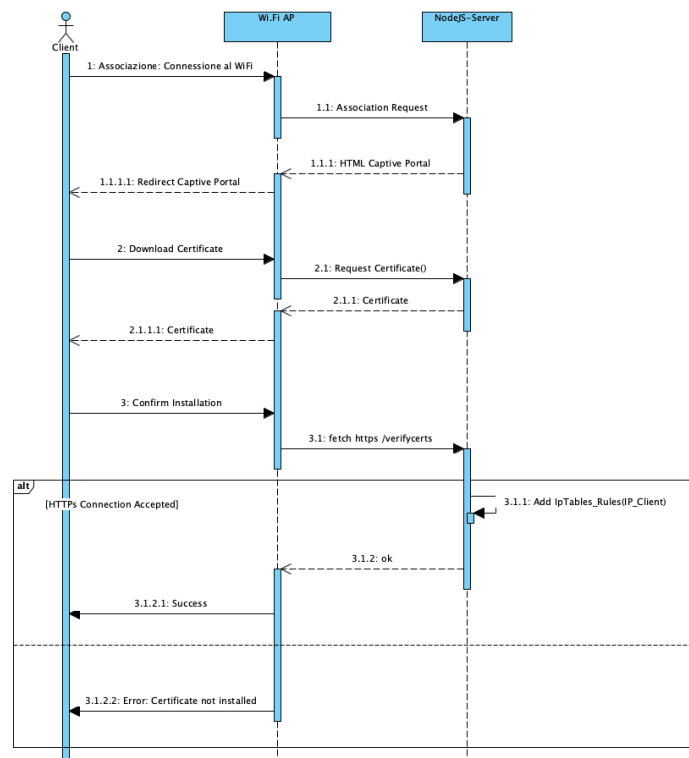 Client
Wi.Fi AP
NodeJS-Server
1: Associazione: Connessione al WiFi
1.1: Association Request
1.1.1: HTML Captive Portal
1.1.1.1: Redirect Captive Portal
2: Download Certificate
2.1: Request Certificate()
2.1.1: Certificate
2.1.1.1: Certificate
3: Confirm Installation
3.1: fetch https /verifycerts
alt
[HTTPs Connection Accepted]
3.1.1: Add IpTables_Rules(IP_Client)
3.1.2: ok
3.1.2.1: Success
3.1.2.2: Error: Certificate not installed